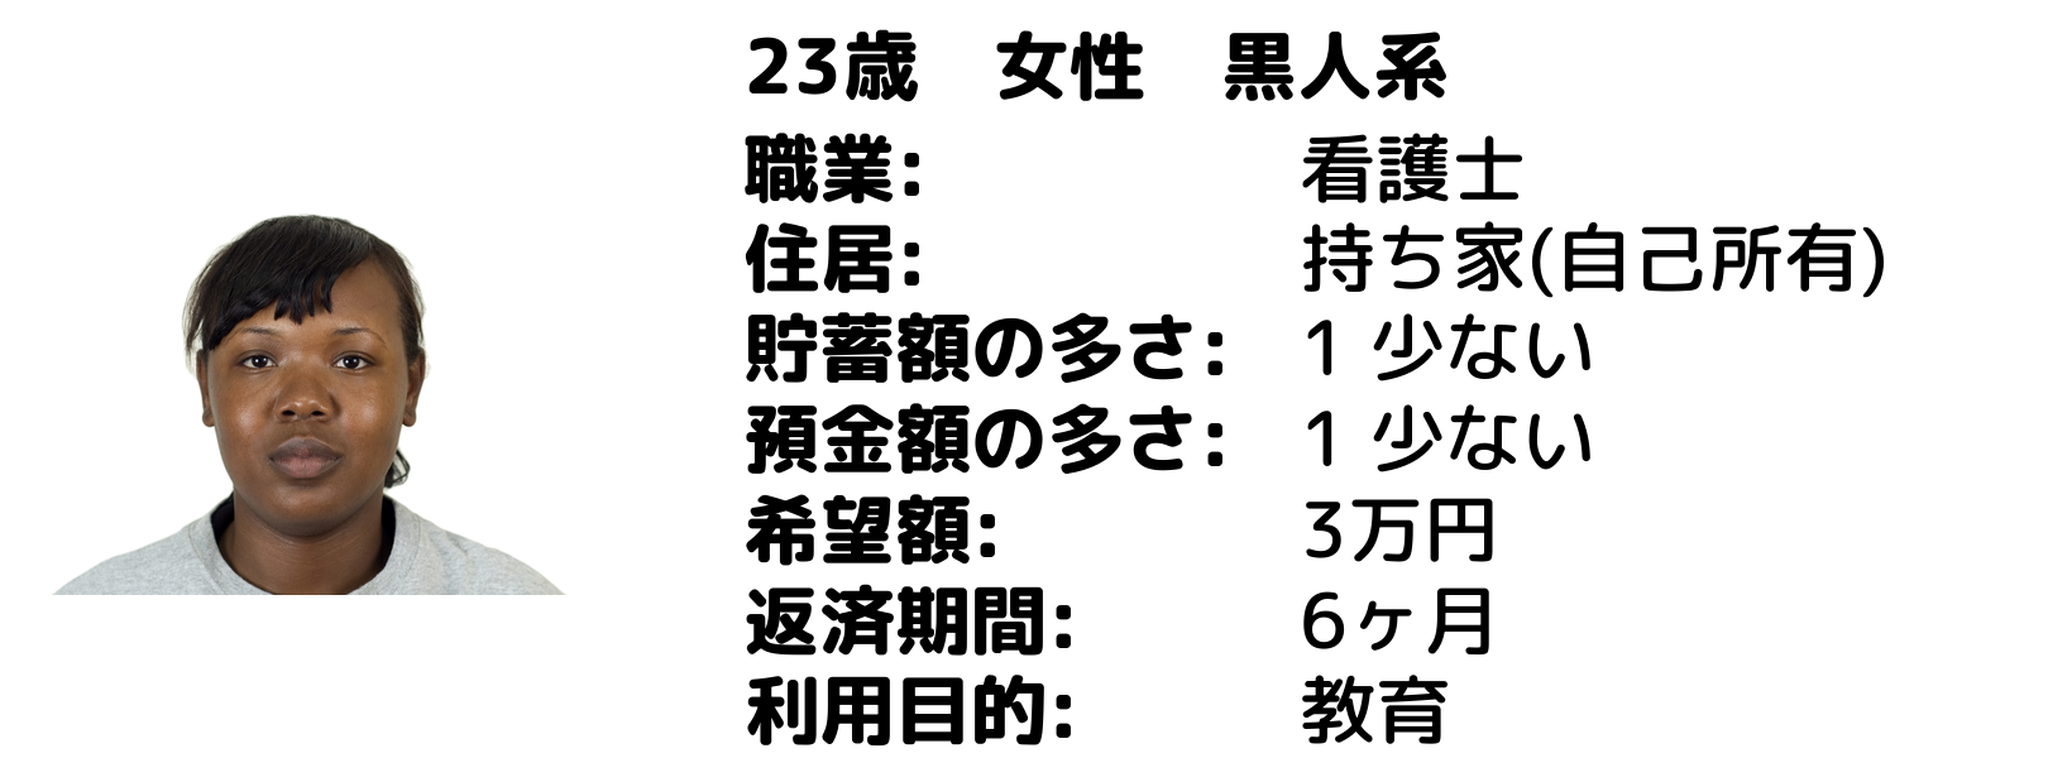 23歳　女性　黒人系
職業: 看護士
住居: 持ち家(自己所有)
貯蓄額の多さ: 1 少ない
預金額の多さ: 1 少ない
希望額: 3万円
返済期間: 6ヶ月
利用目的: 教育